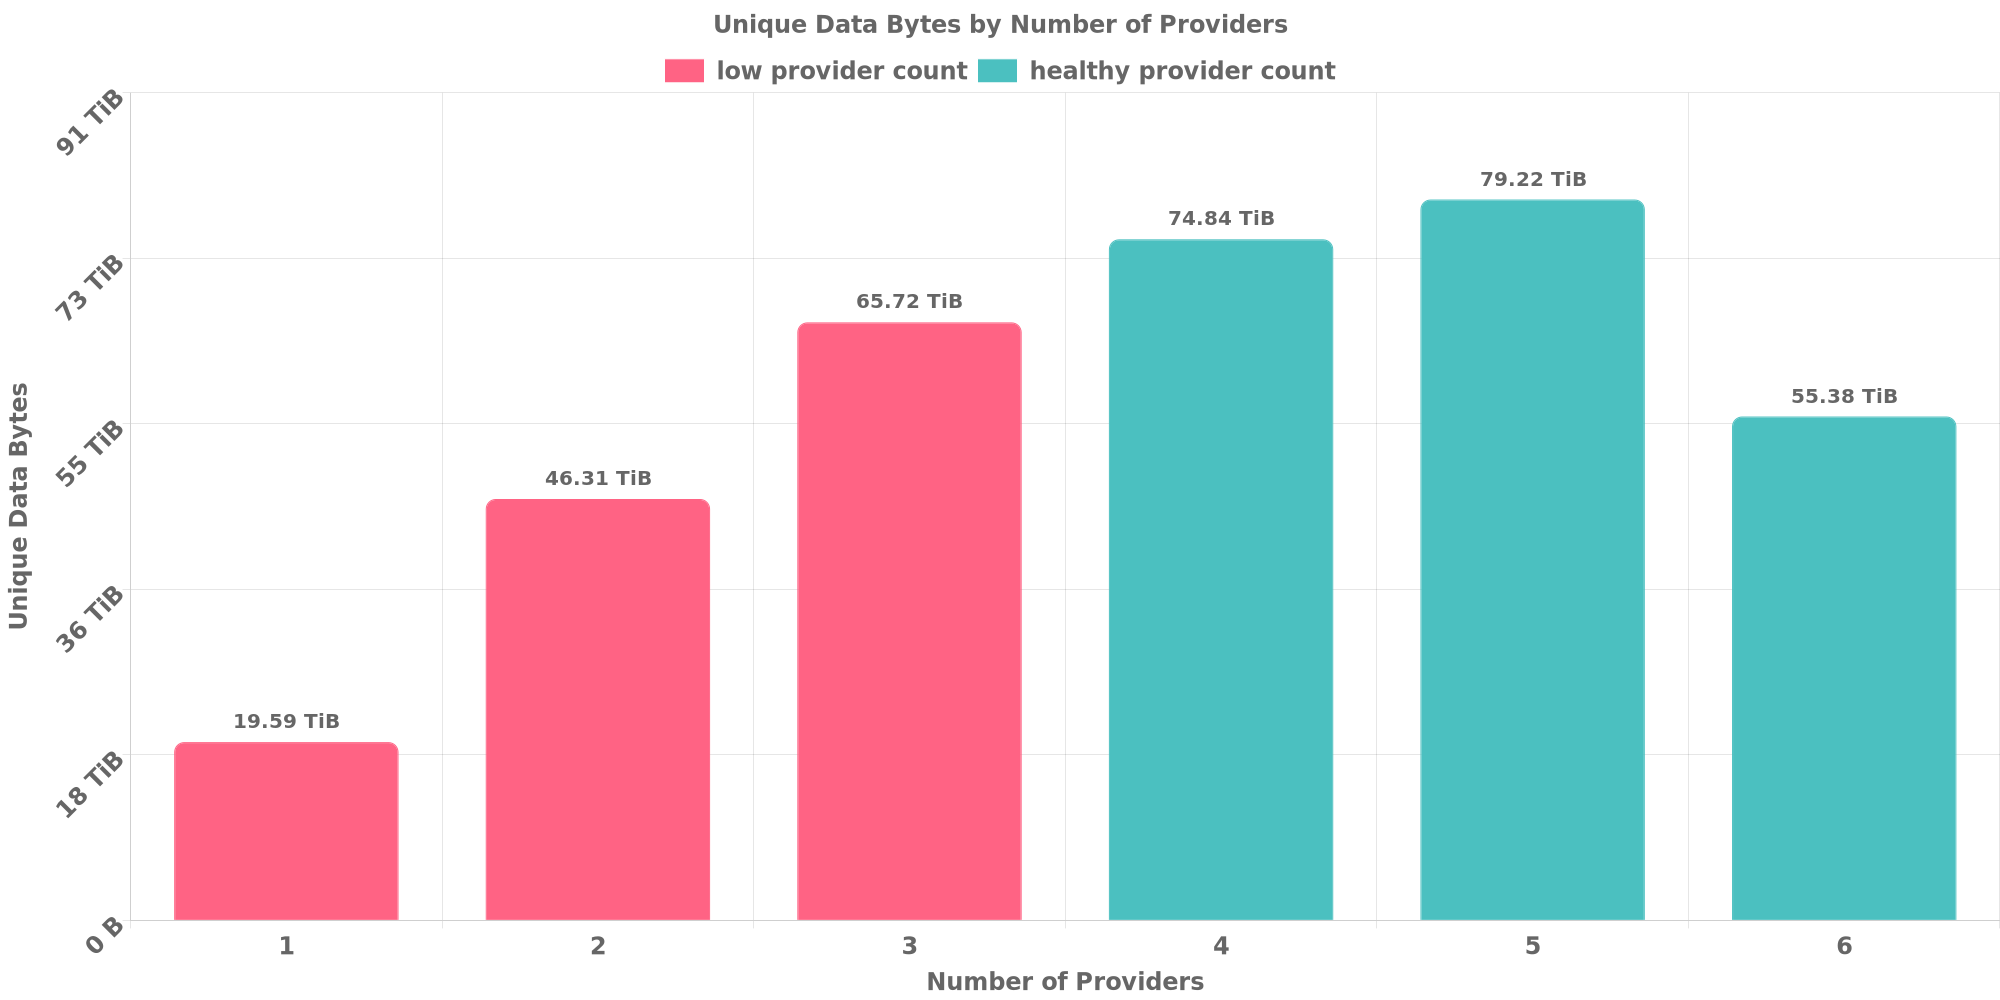 Unique Data Bytes by Number of Providers
low provider count healthy provider count
91 TiB
73 TiB
55 TiB
36 TiB
18 TiB
0 B
Unique Data Bytes
19.59 TiB
46.31 TiB
65.72 TiB
74.84 TiB
79.22 TiB
55.38 TiB
1 2 3 4 5 6
Number of Providers